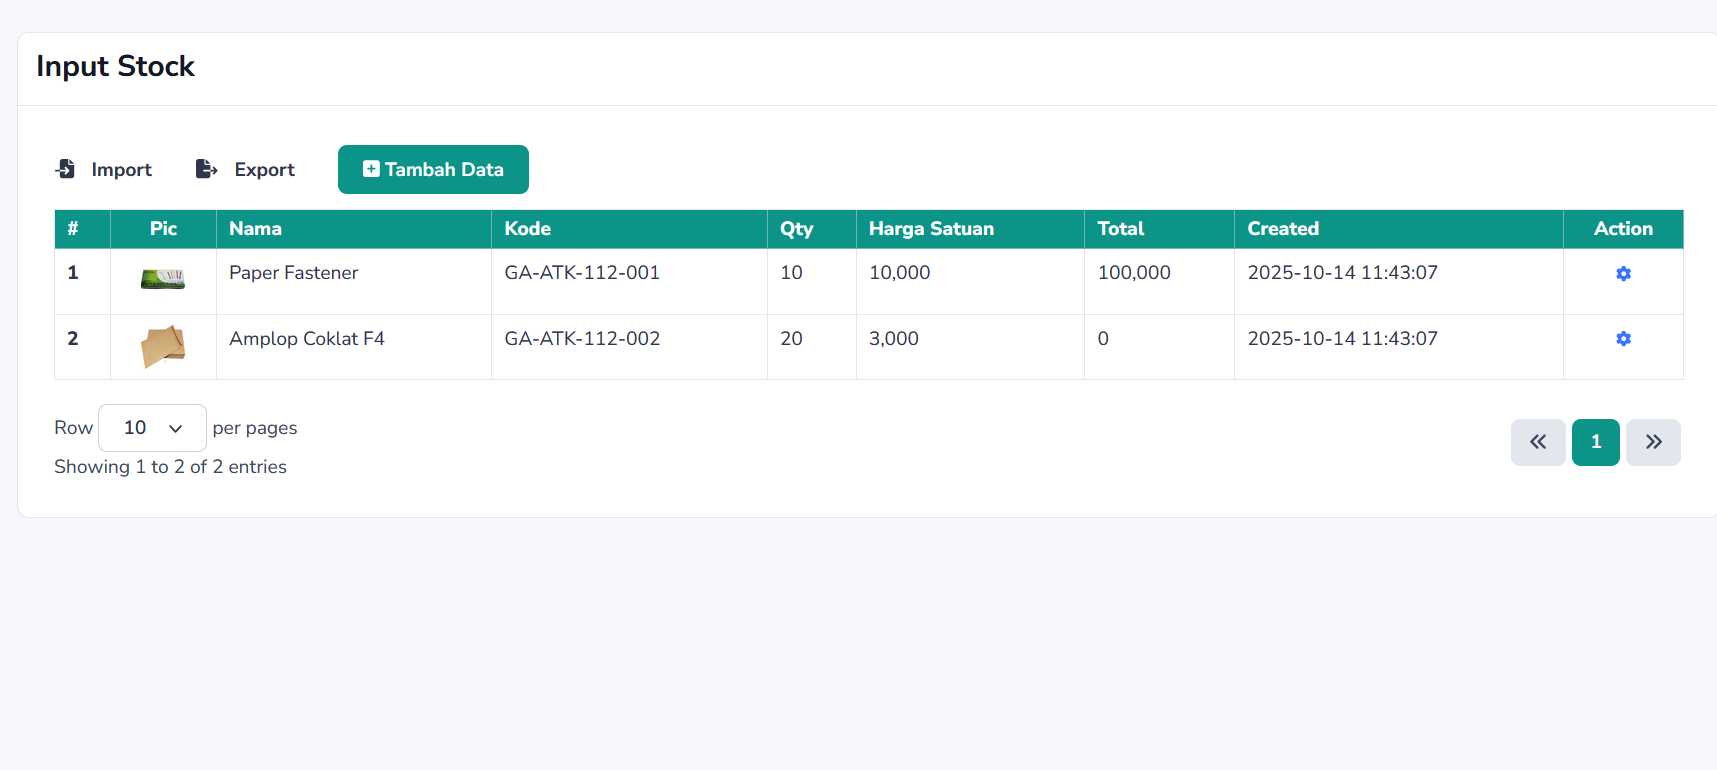 Input Stock
Import Export Tambah Data
# Pic Nama Kode Qty Harga Satuan Total Created Action
1 Paper Fastener GA-ATK-112-001 10 10,000 100,000 2025-10-14 11:43:07
2 Amplop Coklat F4 GA-ATK-112-002 20 3,000 0 2025-10-14 11:43:07
Row 10 per pages
1
Showing 1 to 2 of 2 entries